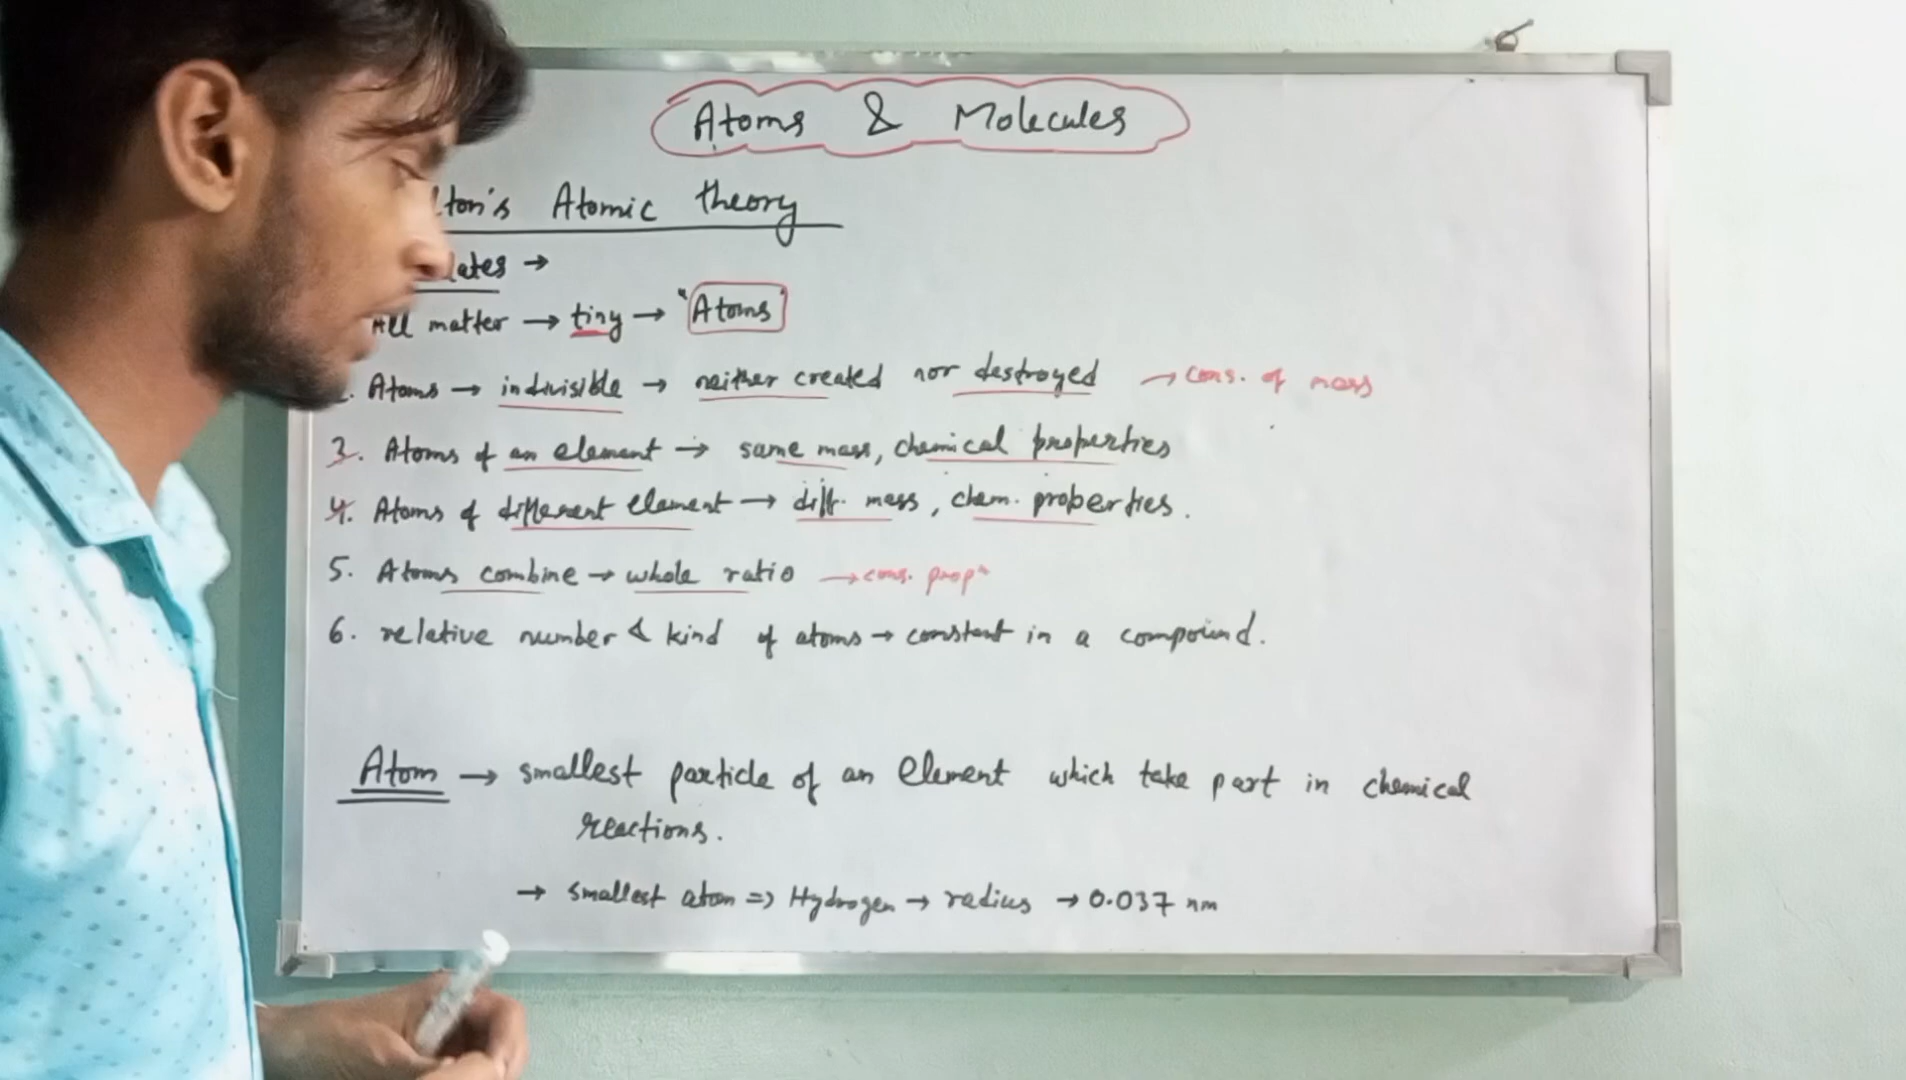 Atoms & Molecules
lton's Atomic theory
lates →
All matter → tiny → "Atoms"
2. Atoms → indivisible → neither created nor destroyed → cons. of mass
3. Atoms of an element → same mass, chemical properties
4. Atoms of different element → diff. mass, chem. properties.
5. Atoms combine → whole ratio → cons. propⁿ
6. relative number & kind of atoms → constant in a compound.
Atom → smallest particle of an element which take part in chemical
reactions.
→ smallest atom => Hydrogen → radius → 0.037 nm